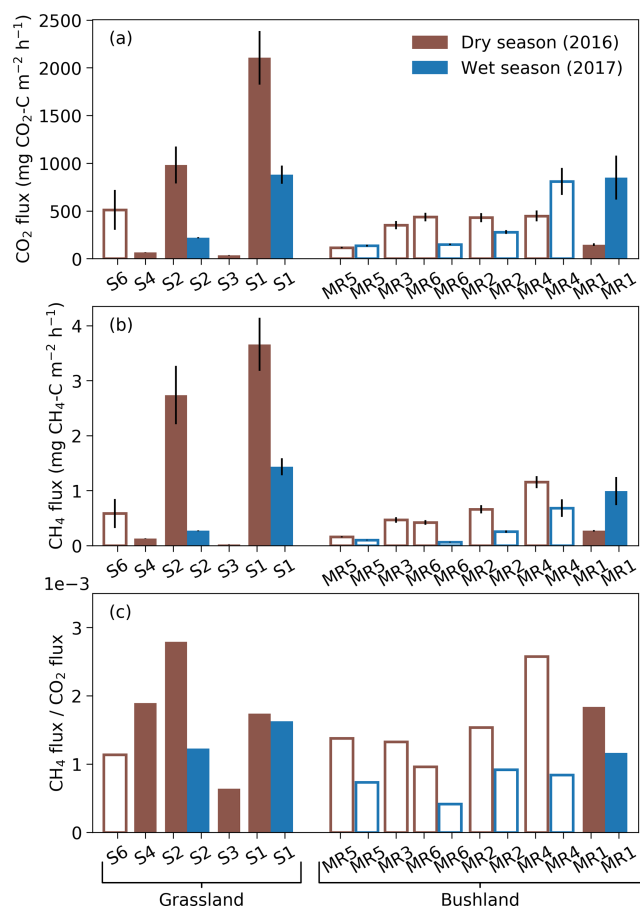 (a)
Dry season (2016)
Wet season (2017)
CO₂ flux (mg CO₂-C m⁻² h⁻¹)
2500
2000
1500
1000
500
0
S6 S4 S2 S2 S3 S1 S1 MR5 MR5 MR3 MR6 MR6 MR2 MR2 MR4 MR4 MR1 MR1
(b)
CH₄ flux (mg CH₄-C m⁻² h⁻¹)
4
3
2
1
0
S6 S4 S2 S2 S3 S1 S1 MR5 MR5 MR3 MR6 MR6 MR2 MR2 MR4 MR4 MR1 MR1
1e−3
(c)
CH₄ flux / CO₂ flux
3
2
1
0
S6 S4 S2 S2 S3 S1 S1 MR5 MR5 MR3 MR6 MR6 MR2 MR2 MR4 MR4 MR1 MR1
Grassland Bushland